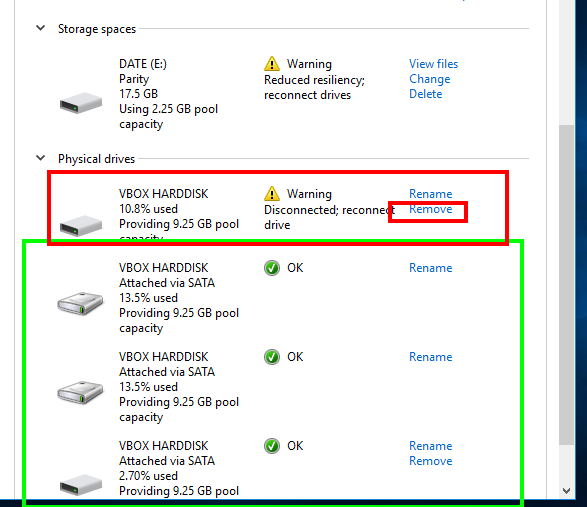 Storage spaces
DATE (E:)
Parity
17.5 GB
Using 2.25 GB pool
capacity
Warning
Reduced resiliency;
reconnect drives
View files
Change
Delete
Physical drives
VBOX HARDDISK
10.8% used
Providing 9.25 GB pool
capacity
Warning
Disconnected; reconnect
drive
Rename
Remove
VBOX HARDDISK
Attached via SATA
13.5% used
Providing 9.25 GB pool
capacity
OK
Rename
VBOX HARDDISK
Attached via SATA
13.5% used
Providing 9.25 GB pool
capacity
OK
Rename
VBOX HARDDISK
Attached via SATA
2.70% used
Providing 9.25 GB pool
OK
Rename
Remove